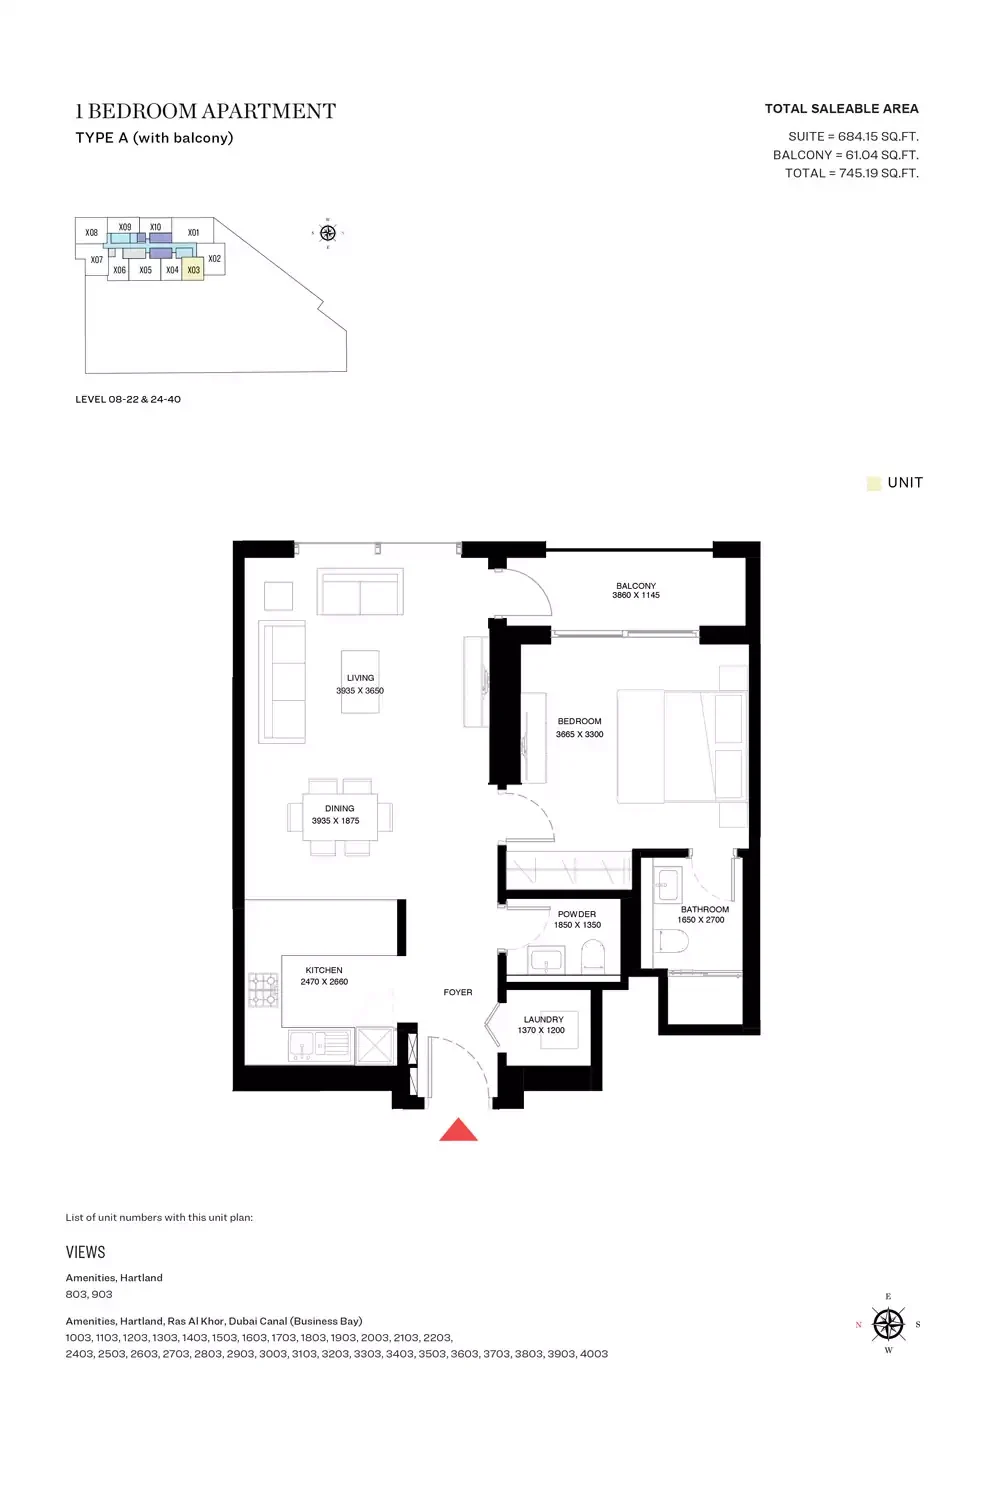 1 BEDROOM APARTMENT
TYPE A (with balcony)
TOTAL SALEABLE AREA
SUITE = 684.15 SQ.FT.
BALCONY = 61.04 SQ.FT.
TOTAL = 745.19 SQ.FT.
X08
X09
X10
X01
X07
X06
X05
X04
X03
X02
LEVEL 08-22 & 24-40
UNIT
BALCONY
3860 X 1145
LIVING
3935 X 3650
BEDROOM
3665 X 3300
DINING
3935 X 1875
POWDER
1850 X 1350
BATHROOM
1650 X 2700
KITCHEN
2470 X 2660
FOYER
LAUNDRY
1370 X 1200
List of unit numbers with this unit plan:
VIEWS
Amenities, Hartland
803, 903
Amenities, Hartland, Ras Al Khor, Dubai Canal (Business Bay)
1003, 1103, 1203, 1303, 1403, 1503, 1603, 1703, 1803, 1903, 2003, 2103, 2203,
2403, 2503, 2603, 2703, 2803, 2903, 3003, 3103, 3203, 3303, 3403, 3503, 3603, 3703, 3803, 3903, 4003
E
N
S
W